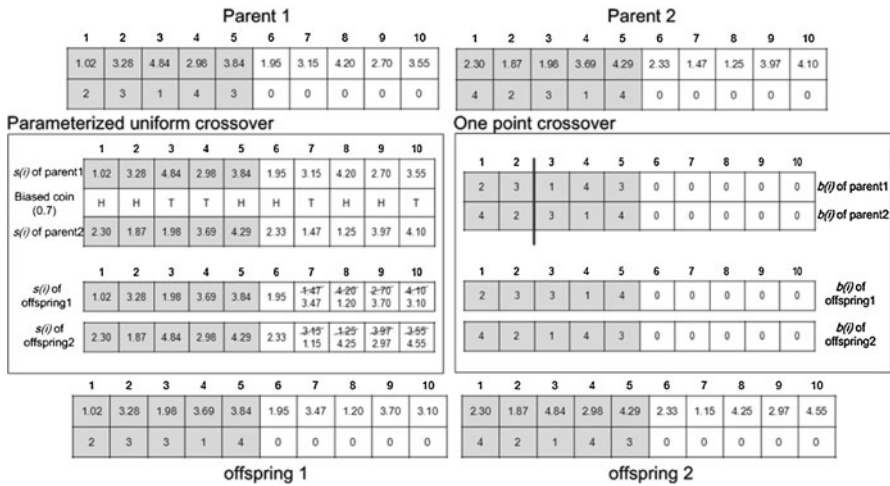 Parent 1
Parent 2
1 2 3 4 5 6 7 8 9 10
1.02 3.28 4.84 2.98 3.84 1.95 3.15 4.20 2.70 3.55
2 3 1 4 3 0 0 0 0 0
1 2 3 4 5 6 7 8 9 10
2.30 1.87 1.98 3.69 4.29 2.33 1.47 1.25 3.97 4.10
4 2 3 1 4 0 0 0 0 0
Parameterized uniform crossover
1 2 3 4 5 6 7 8 9 10
s(i) of parent1 1.02 3.28 4.84 2.98 3.84 1.95 3.15 4.20 2.70 3.55
Biased coin (0.7) H H T T H H T H H T
s(i) of parent2 2.30 1.87 1.98 3.69 4.29 2.33 1.47 1.25 3.97 4.10
1 2 3 4 5 6 7 8 9 10
s(i) of offspring1 1.02 3.28 1.98 3.69 3.84 1.95 1.47 4.20 2.70 4.10
3.47 1.20 3.70 3.10
s(i) of offspring2 2.30 1.87 4.84 2.98 4.29 2.33 3.15 1.25 3.97 3.55
1.15 4.25 2.97 4.55
One point crossover
1 2 3 4 5 6 7 8 9 10
2 3 1 4 3 0 0 0 0 0 b(i) of parent1
4 2 3 1 4 0 0 0 0 0 b(i) of parent2
1 2 3 4 5 6 7 8 9 10
2 3 3 1 4 0 0 0 0 0 b(i) of offspring1
4 2 1 4 3 0 0 0 0 0 b(i) of offspring2
1 2 3 4 5 6 7 8 9 10
1.02 3.28 1.98 3.69 3.84 1.95 3.47 1.20 3.70 3.10
2 3 3 1 4 0 0 0 0 0
offspring 1
1 2 3 4 5 6 7 8 9 10
2.30 1.87 4.84 2.98 4.29 2.33 1.15 4.25 2.97 4.55
4 2 1 4 3 0 0 0 0 0
offspring 2